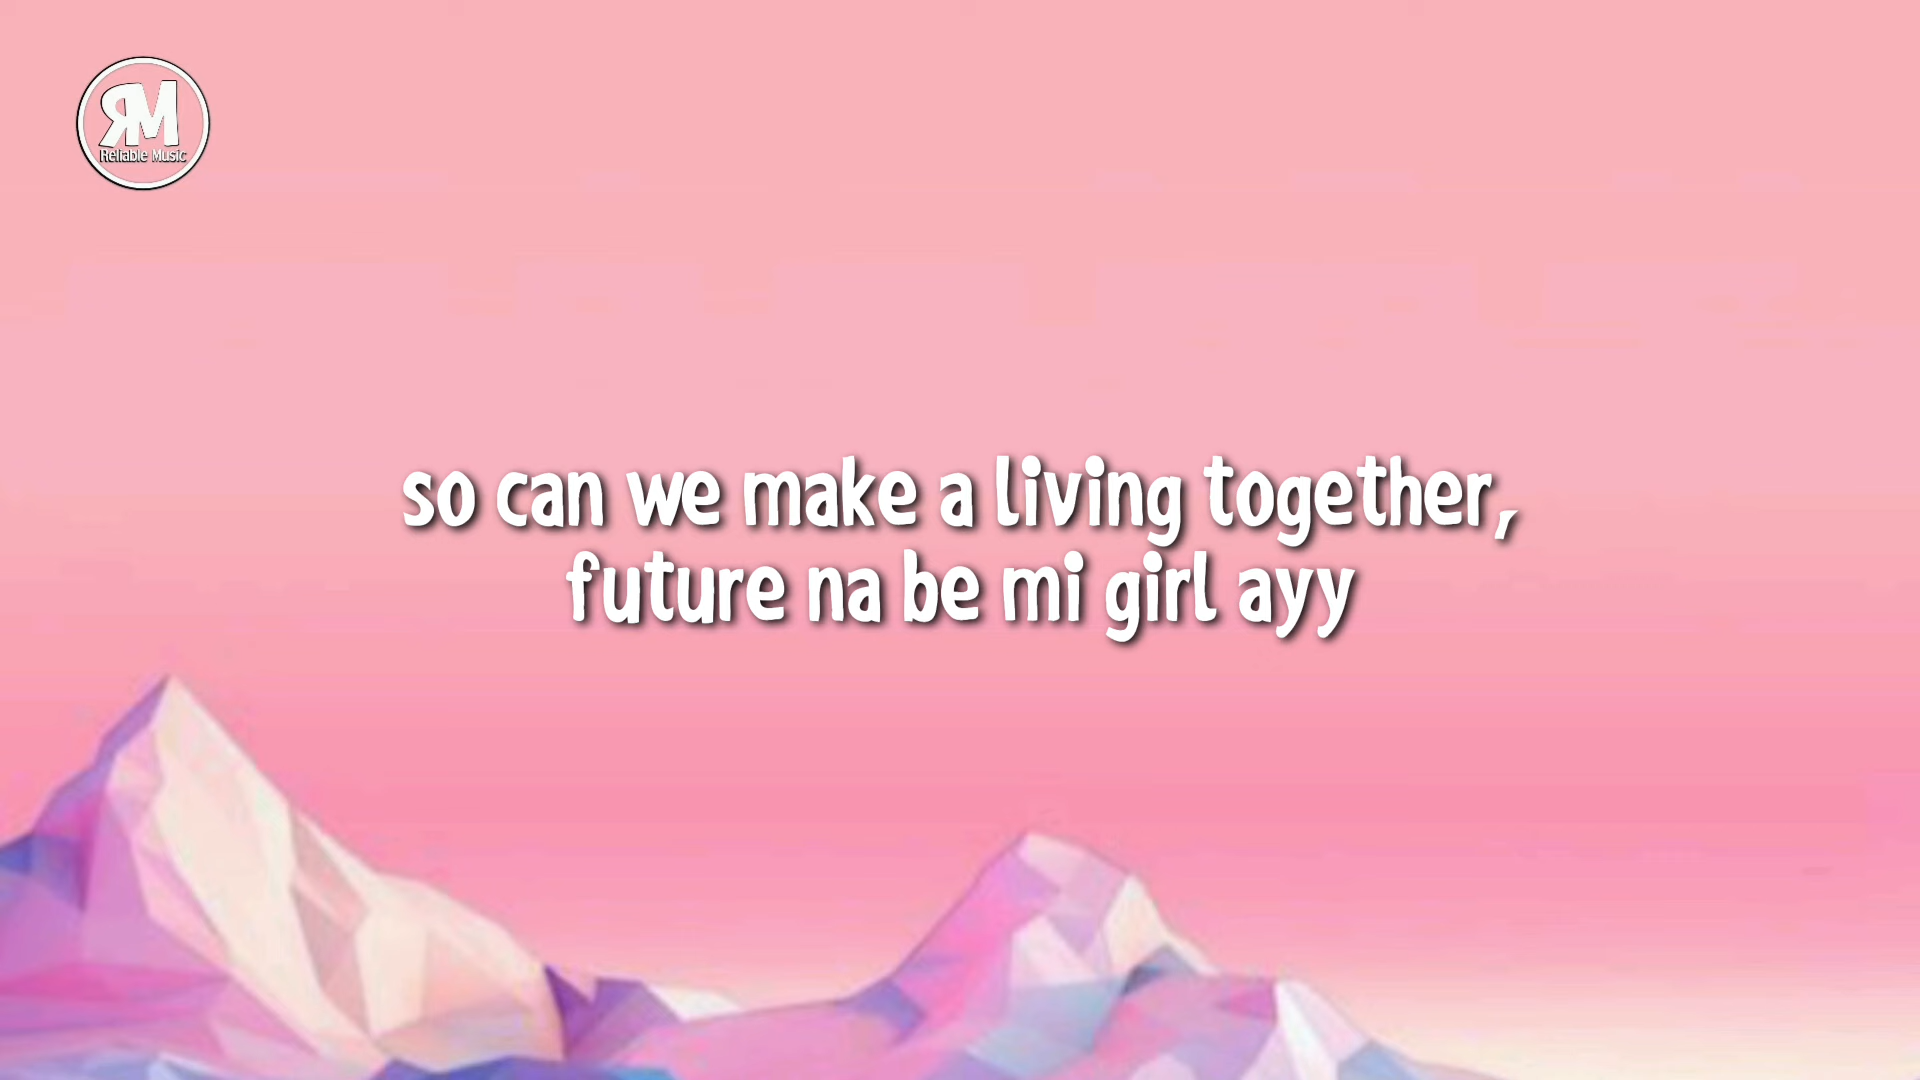 RM
Reliable Music
so can we make a living together,
future na be mi girl ayy